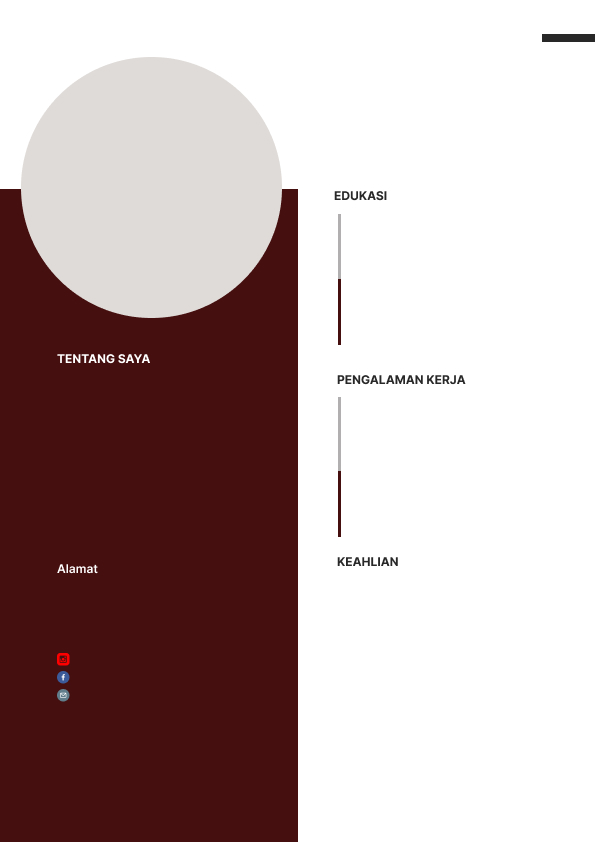 TENTANG SAYA
Alamat
EDUKASI
PENGALAMAN KERJA
KEAHLIAN